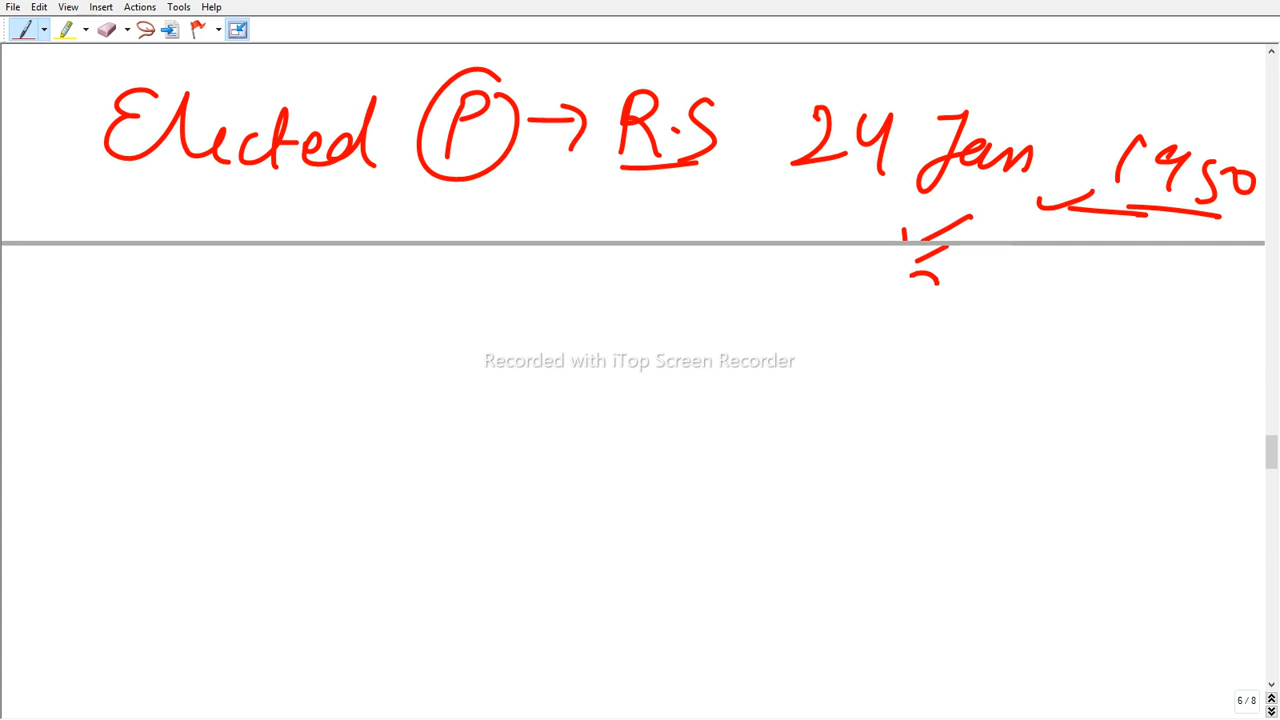 File Edit View Insert Actions Tools Help
Elected P → R.S 24 Jan 1950
Recorded with iTop Screen Recorder
6 / 8